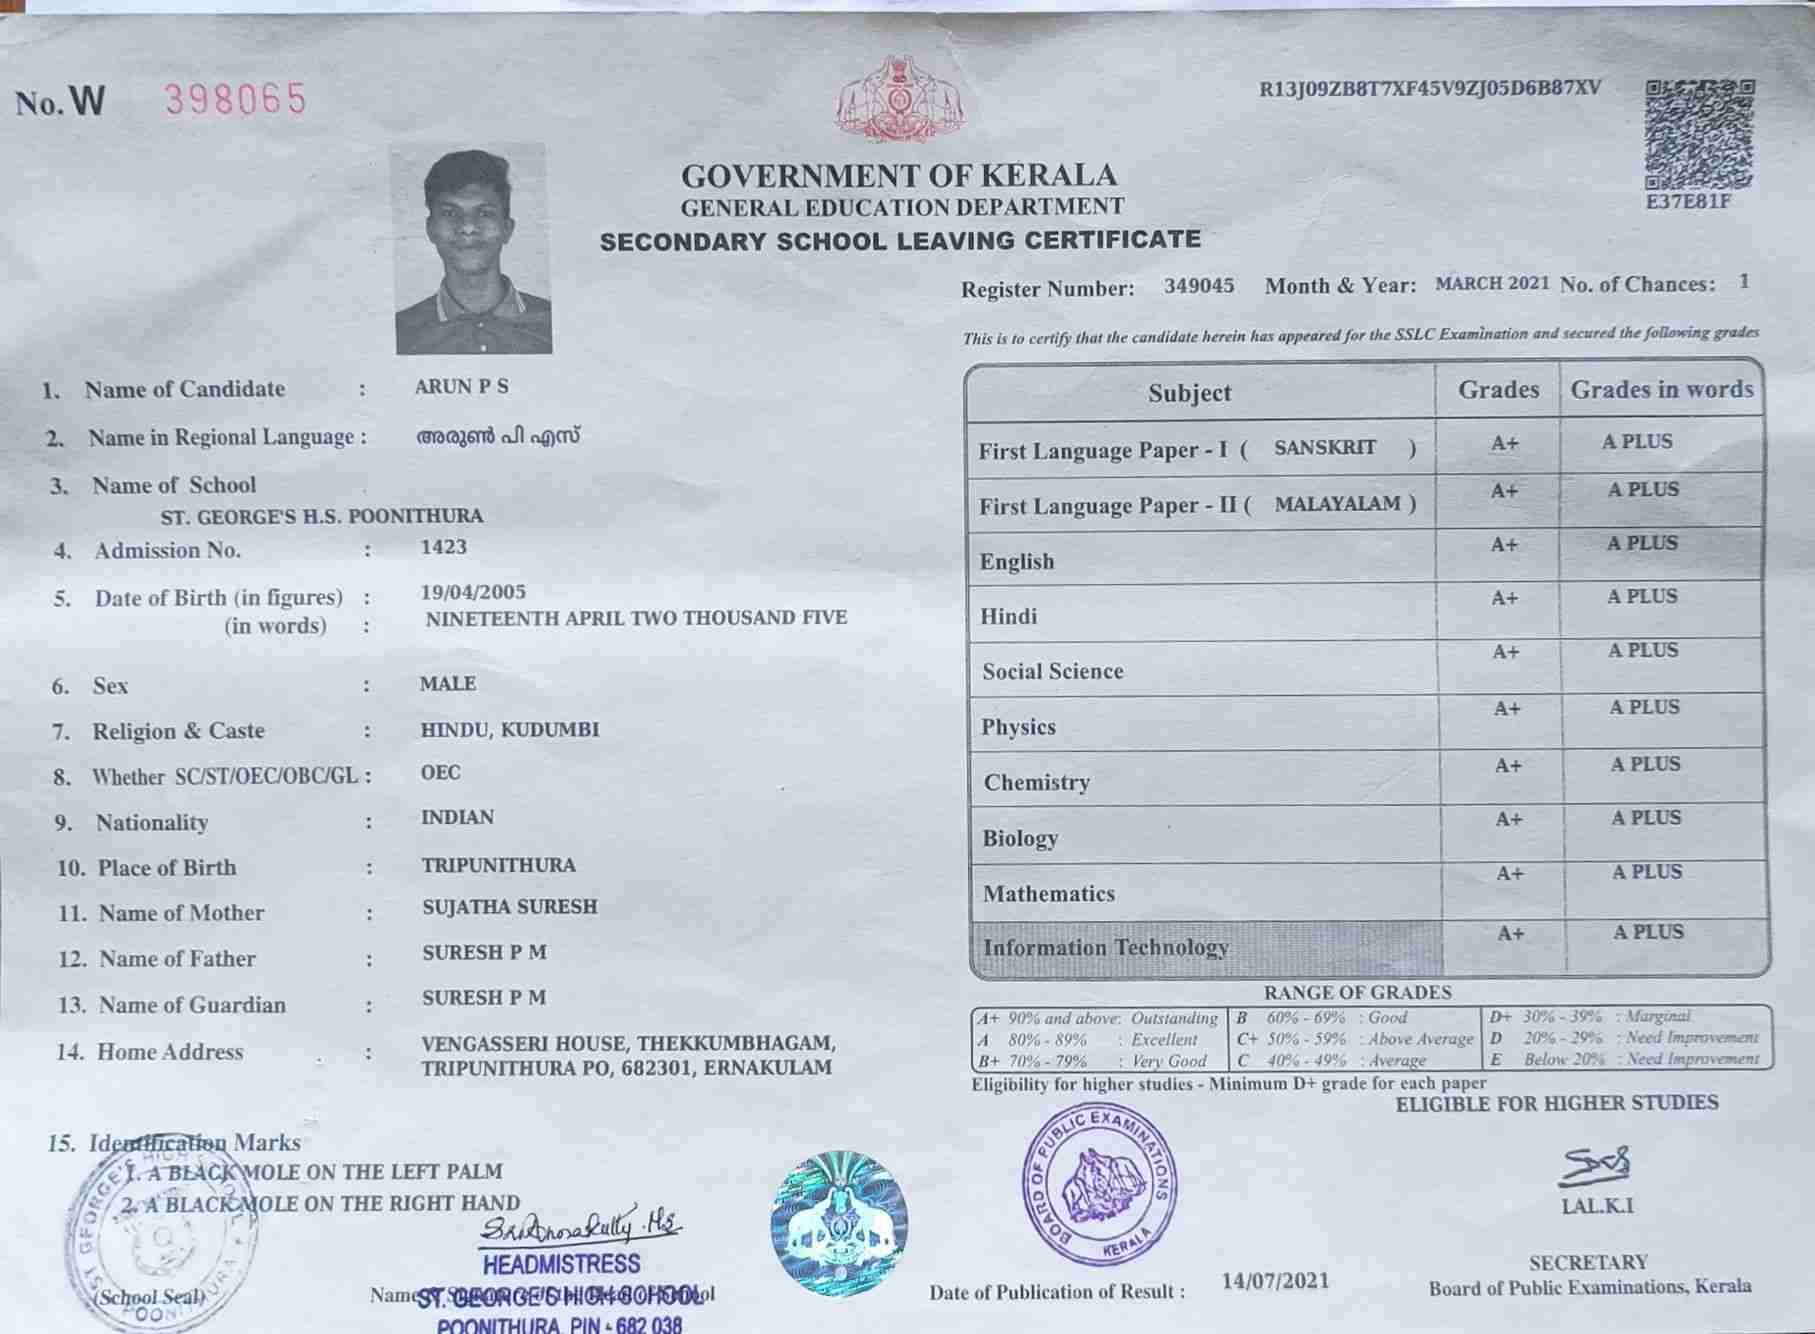 No. W 398065
R13J09ZB8T7XF45V9ZJ05D6B87XV
E37E81F
GOVERNMENT OF KERALA
GENERAL EDUCATION DEPARTMENT
SECONDARY SCHOOL LEAVING CERTIFICATE
Register Number: 349045 Month & Year: MARCH 2021 No. of Chances: 1
This is to certify that the candidate herein has appeared for the SSLC Examination and secured the following grades
1. Name of Candidate : ARUN P S
2. Name in Regional Language : അരുൺ പി എസ്
3. Name of School
ST. GEORGE'S H.S. POONITHURA
4. Admission No. : 1423
5. Date of Birth (in figures) : 19/04/2005
(in words) : NINETEENTH APRIL TWO THOUSAND FIVE
6. Sex : MALE
7. Religion & Caste : HINDU, KUDUMBI
8. Whether SC/ST/OEC/OBC/GL : OEC
9. Nationality : INDIAN
10. Place of Birth : TRIPUNITHURA
11. Name of Mother : SUJATHA SURESH
12. Name of Father : SURESH P M
13. Name of Guardian : SURESH P M
14. Home Address : VENGASSERI HOUSE, THEKKUMBHAGAM,
TRIPUNITHURA PO, 682301, ERNAKULAM
15. Identification Marks
1. A BLACK MOLE ON THE LEFT PALM
2. A BLACK MOLE ON THE RIGHT HAND
Subject Grades Grades in words
First Language Paper - I ( SANSKRIT ) A+ A PLUS
First Language Paper - II ( MALAYALAM ) A+ A PLUS
English A+ A PLUS
Hindi A+ A PLUS
Social Science A+ A PLUS
Physics A+ A PLUS
Chemistry A+ A PLUS
Biology A+ A PLUS
Mathematics A+ A PLUS
Information Technology A+ A PLUS
RANGE OF GRADES
A+ 90% and above: Outstanding B 60% - 69% : Good D+ 30% - 39% : Marginal
A 80% - 89% : Excellent C+ 50% - 59% : Above Average D 20% - 29% : Need Improvement
B+ 70% - 79% : Very Good C 40% - 49% : Average E Below 20% : Need Improvement
Eligibility for higher studies - Minimum D+ grade for each paper
ELIGIBLE FOR HIGHER STUDIES
ST GEORGE'S HIGH SCHOOL
POONITHURA
(School Seal)
HEADMISTRESS
Name
ST. GEORGE'S HIGH SCHOOL
POONITHURA, PIN - 682 038
BOARD OF PUBLIC EXAMINATIONS
KERALA
Date of Publication of Result : 14/07/2021
LAL.K.I
SECRETARY
Board of Public Examinations, Kerala